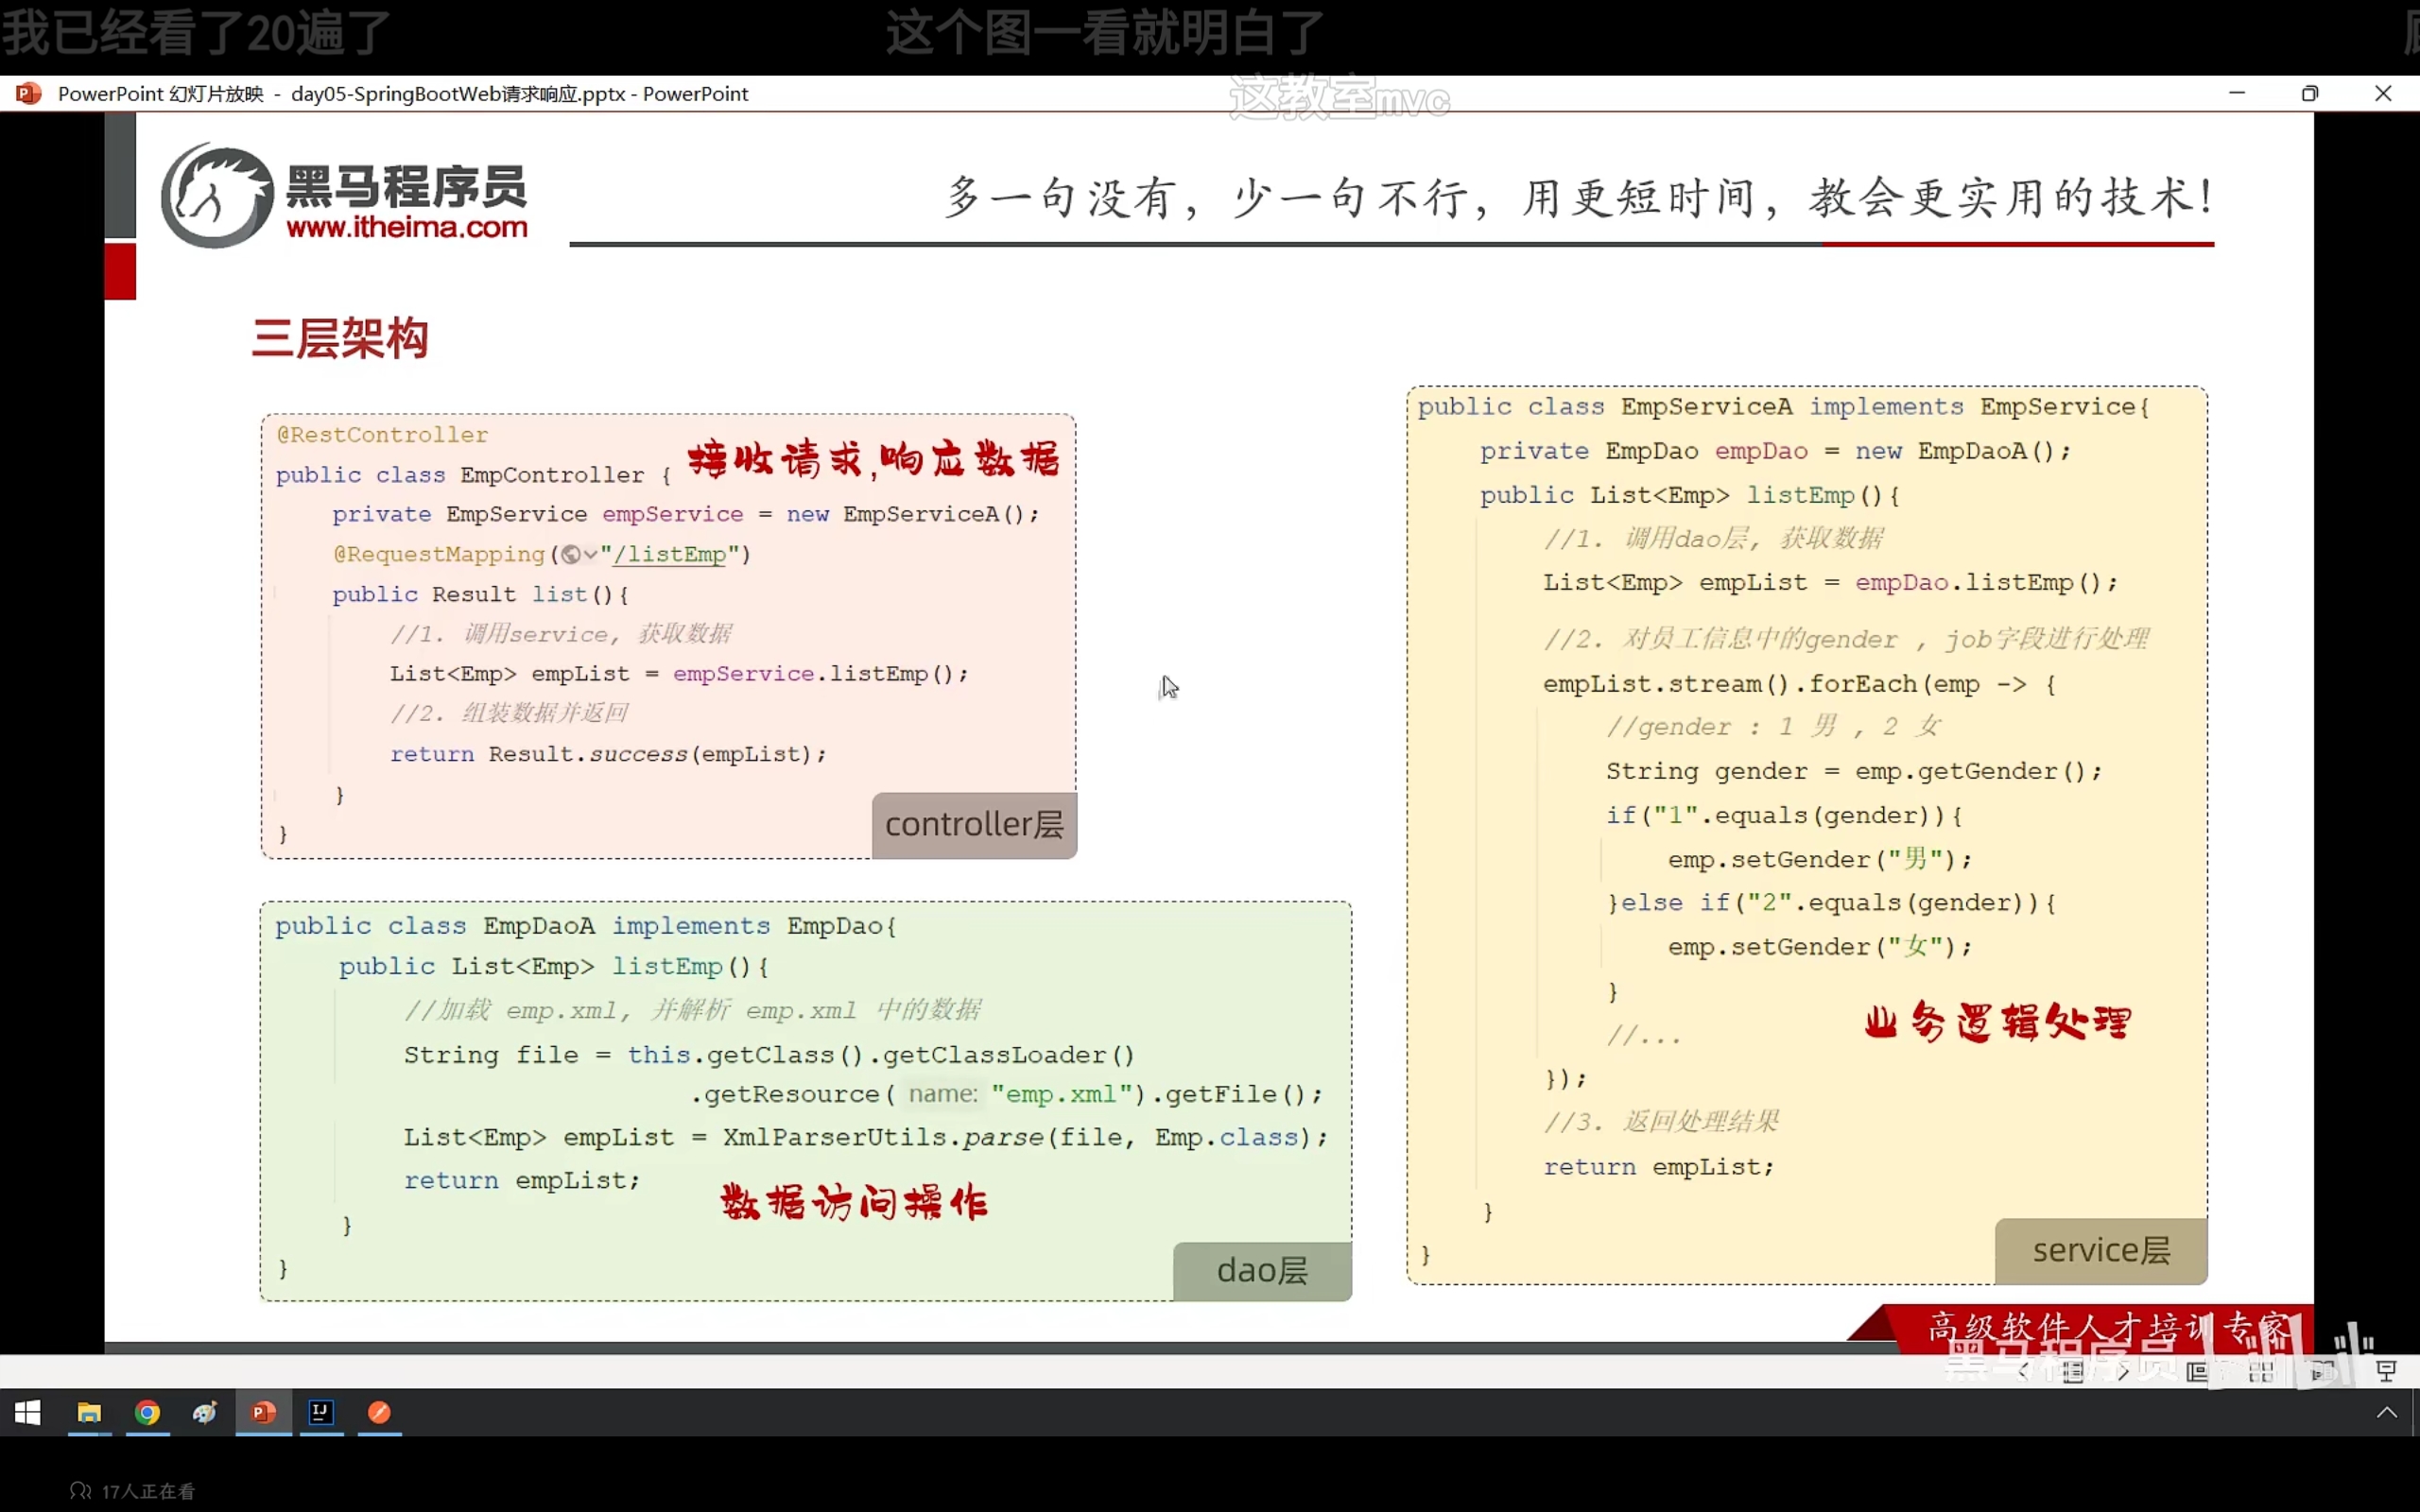 我已经看了20遍了
这个图一看就明白了
PowerPoint 幻灯片放映 - day05-SpringBootWeb请求响应.pptx - PowerPoint
这教室mvc
黑马程序员
www.itheima.com
多一句没有，少一句不行，用更短时间，教会更实用的技术！
三层架构
@RestController
接收请求,响应数据
public class EmpController {
private EmpService empService = new EmpServiceA();
@RequestMapping("/listEmp")
public Result list(){
//1. 调用service, 获取数据
List<Emp> empList = empService.listEmp();
//2. 组装数据并返回
return Result.success(empList);
}
}
controller层
public class EmpDaoA implements EmpDao{
public List<Emp> listEmp(){
//加载 emp.xml, 并解析 emp.xml 中的数据
String file = this.getClass().getClassLoader()
.getResource( name: "emp.xml").getFile();
List<Emp> empList = XmlParserUtils.parse(file, Emp.class);
return empList;
数据访问操作
}
}
dao层
public class EmpServiceA implements EmpService{
private EmpDao empDao = new EmpDaoA();
public List<Emp> listEmp(){
//1. 调用dao层, 获取数据
List<Emp> empList = empDao.listEmp();
//2. 对员工信息中的gender , job字段进行处理
empList.stream().forEach(emp -> {
//gender : 1 男 , 2 女
String gender = emp.getGender();
if("1".equals(gender)){
emp.setGender("男");
}else if("2".equals(gender)){
emp.setGender("女");
}
业务逻辑处理
//...
});
//3. 返回处理结果
return empList;
}
}
service层
高级软件人才培训专家
黑马程序员
17人正在看